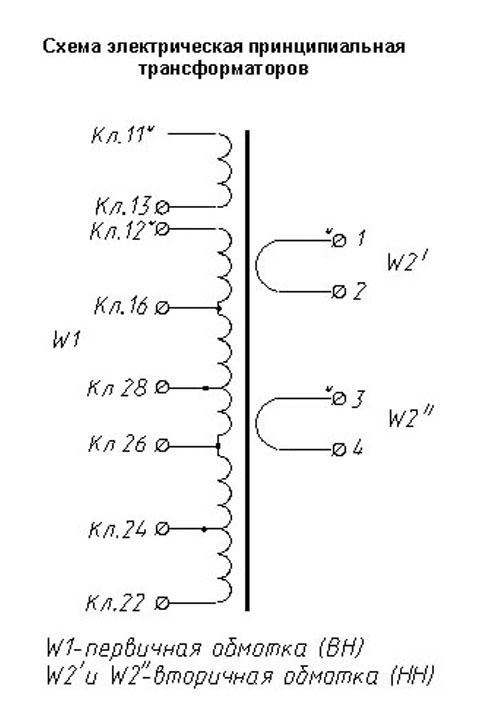 Схема электрическая принципиальная
трансформаторов
Кл.11
Кл.13
Кл.12
1
W2'
2
Кл.16
W1
Кл 28
3
W2"
Кл 26
4
Кл.24
Кл.22
W1-первичная обмотка (ВН)
W2' и W2"-вторичная обмотка (НН)